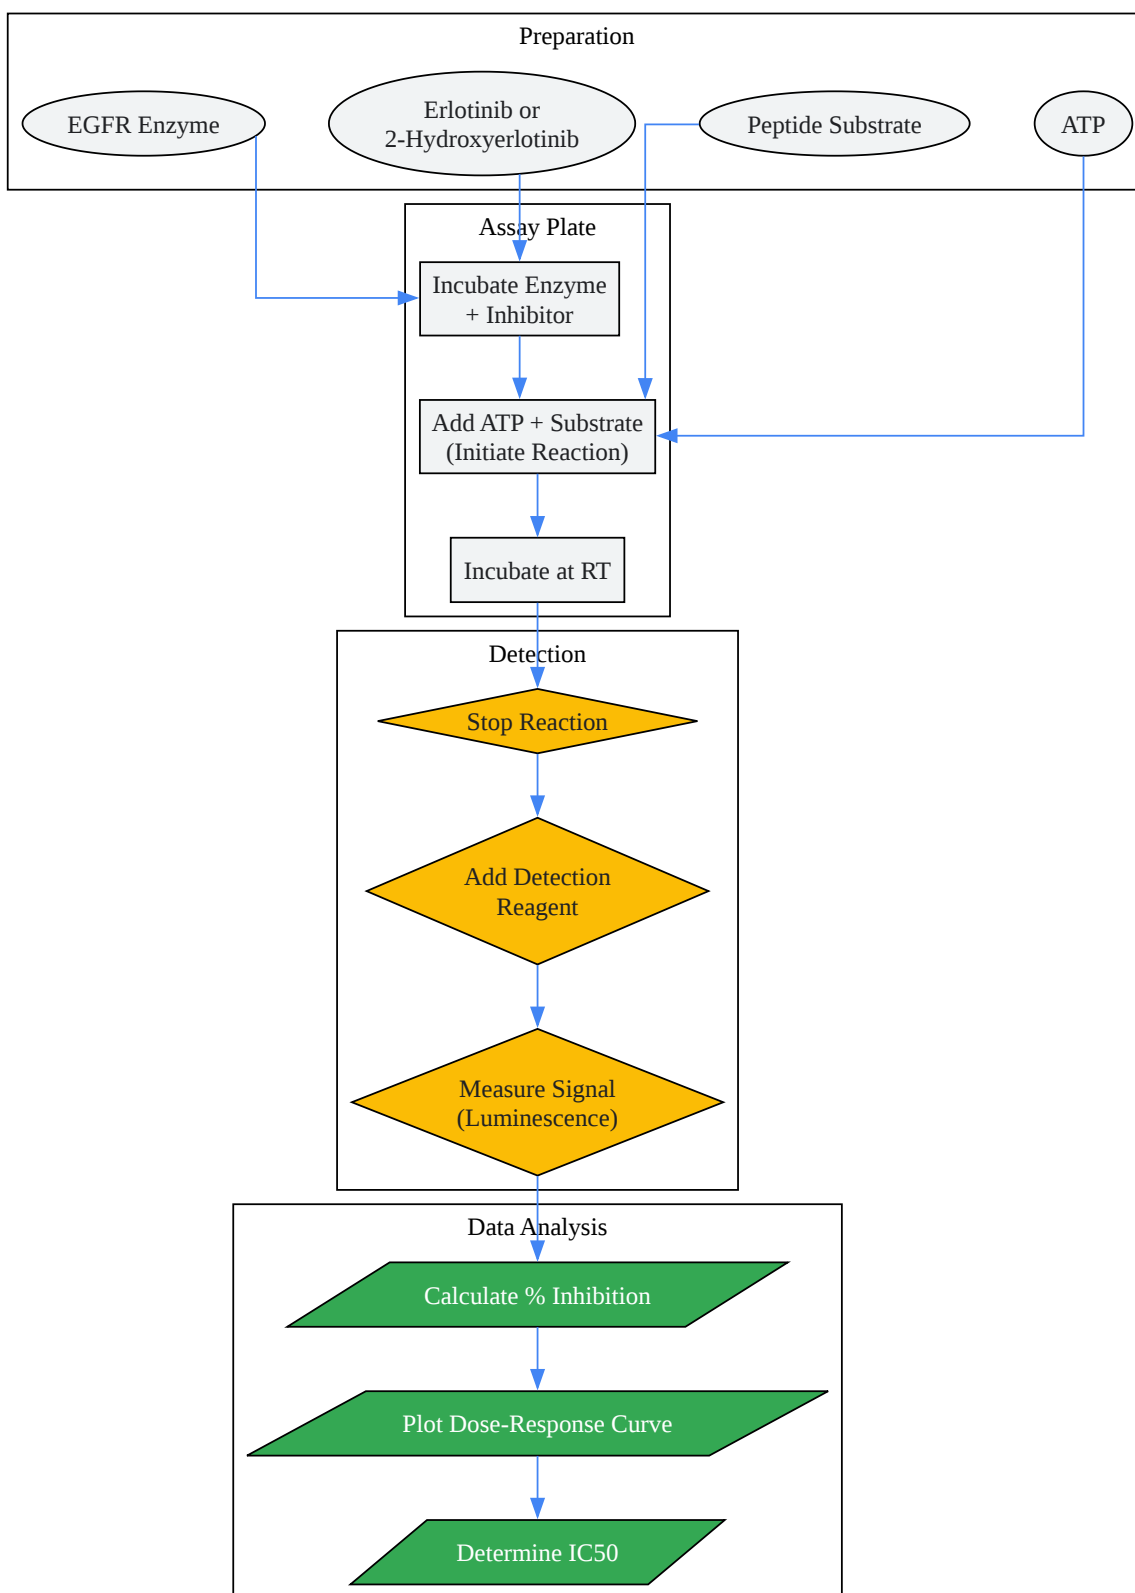 Preparation
EGFR Enzyme
Erlotinib or
2-Hydroxyerlotinib
Peptide Substrate
ATP
Assay Plate
Incubate Enzyme
+ Inhibitor
Add ATP + Substrate
(Initiate Reaction)
Incubate at RT
Detection
Stop Reaction
Add Detection
Reagent
Measure Signal
(Luminescence)
Data Analysis
Calculate % Inhibition
Plot Dose-Response Curve
Determine IC50